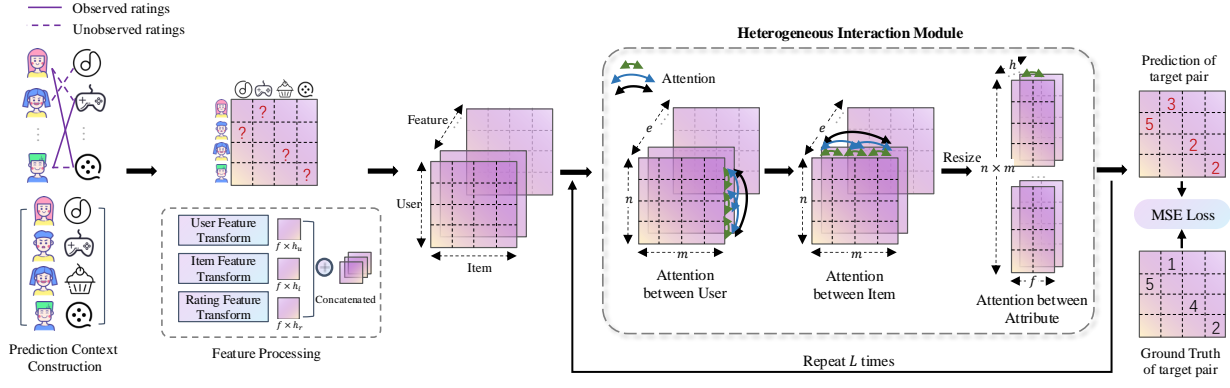 Observed ratings
Unobserved ratings
Prediction Context
Construction
?
?
?
?
User Feature
Transform
f × h_u
Item Feature
Transform
f × h_i
Rating Feature
Transform
f × h_r
Concatenated
Feature Processing
Feature
User
Item
Heterogeneous Interaction Module
Attention
e
n
m
Attention
between User
e
n
m
Attention
between Item
Resize
h
n × m
f
Attention between
Attribute
Repeat L times
Prediction of
target pair
3
5
2
2
MSE Loss
1
5
4
2
Ground Truth
of target pair